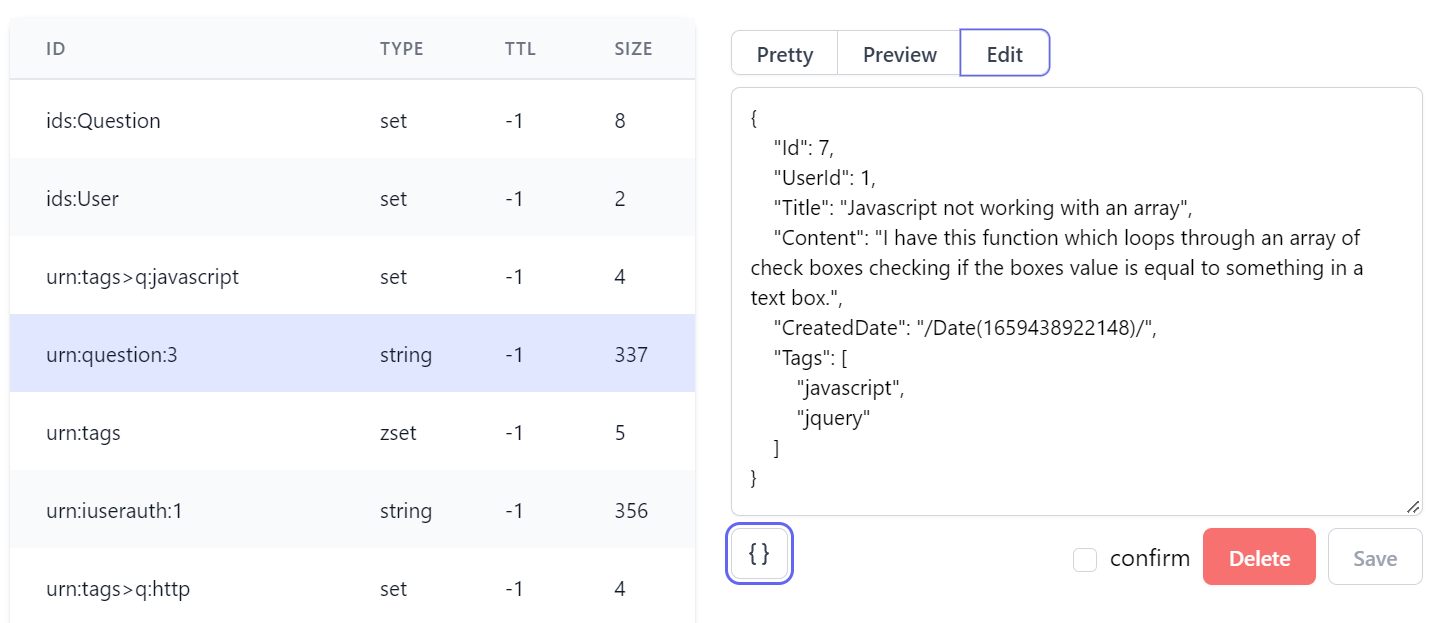 ID TYPE TTL SIZE
ids:Question set -1 8
ids:User set -1 2
urn:tags>q:javascript set -1 4
urn:question:3 string -1 337
urn:tags zset -1 5
urn:iuserauth:1 string -1 356
urn:tags>q:http set -1 4
Pretty Preview Edit
{
"Id": 7,
"UserId": 1,
"Title": "Javascript not working with an array",
"Content": "I have this function which loops through an array of
check boxes checking if the boxes value is equal to something in a
text box.",
"CreatedDate": "/Date(1659438922148)/",
"Tags": [
"javascript",
"jquery"
]
}
{ } confirm Delete Save